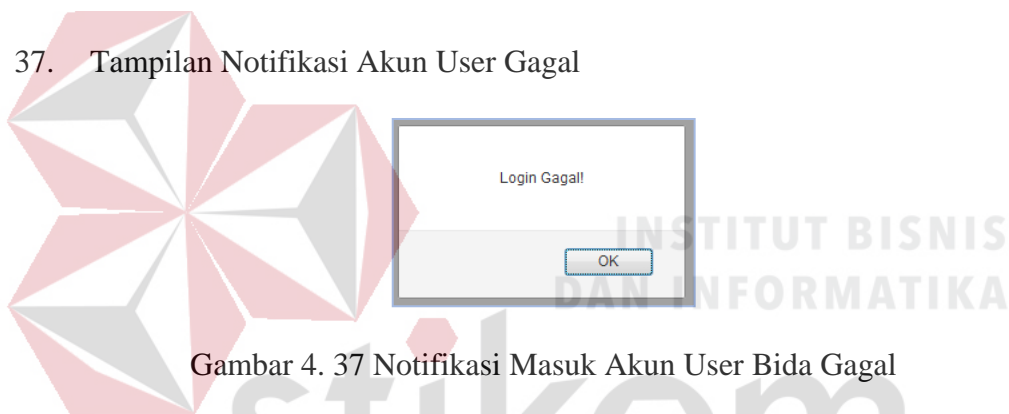 37. Tampilan Notifikasi Akun User Gagal
Login Gagal!
OK
INSTITUT BISNIS
DAN INFORMATIKA
Gambar 4. 37 Notifikasi Masuk Akun User Bida Gagal
stikom